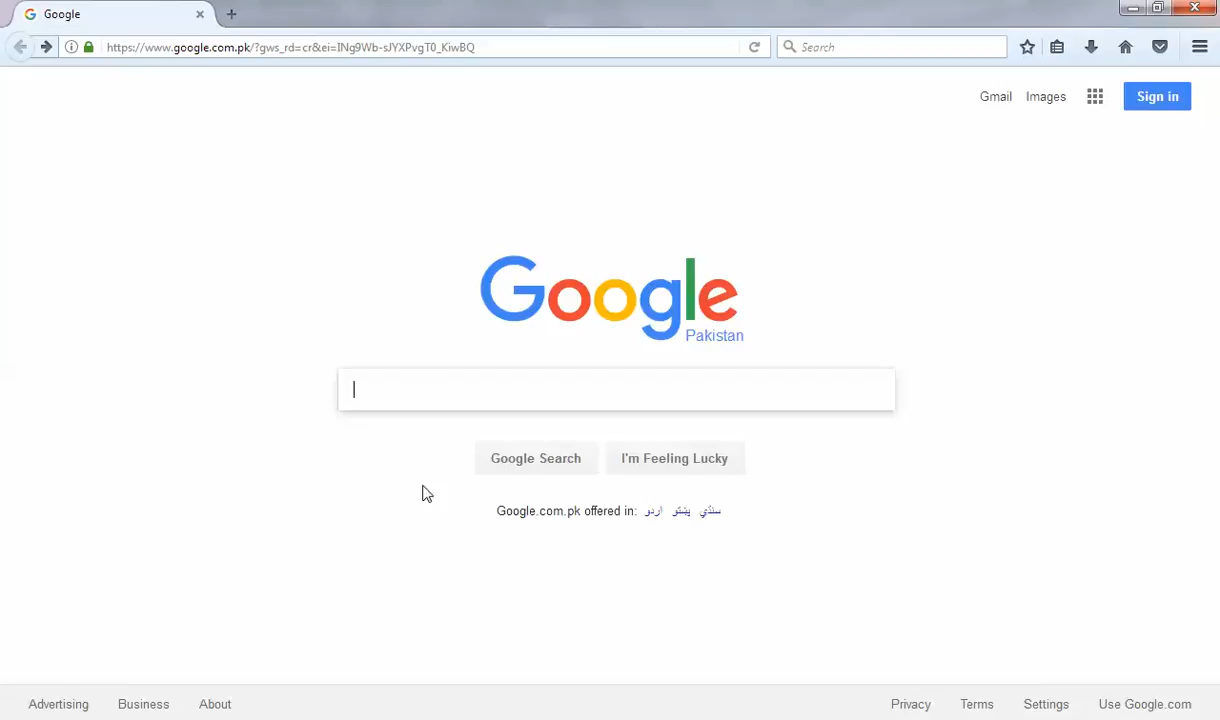 Google
https://www.google.com.pk/?gws_rd=cr&ei=INg9Wb-sJYXPvgT0_KiwBQ
Search
Gmail Images Sign in
Google
Pakistan
Google Search I'm Feeling Lucky
Google.com.pk offered in: اردو پښتو سنڌي
Advertising Business About Privacy Terms Settings Use Google.com